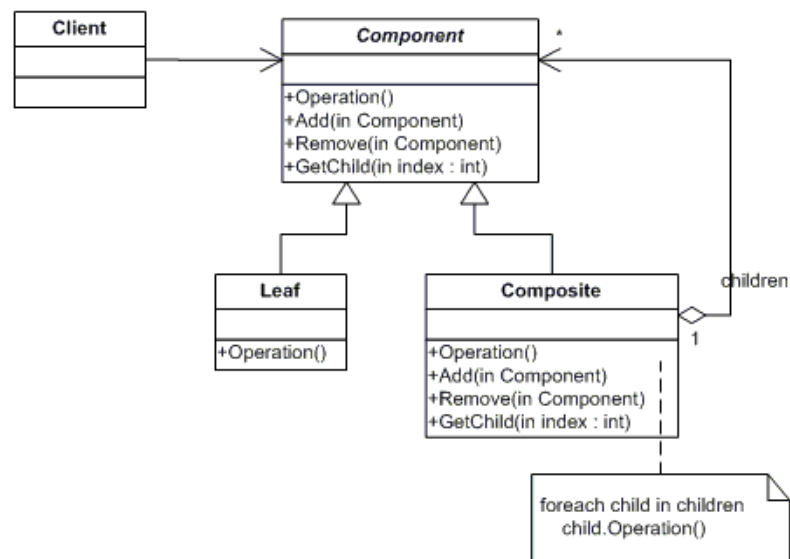 Client
Component
*
+Operation()
+Add(in Component)
+Remove(in Component)
+GetChild(in index : int)
Leaf
+Operation()
Composite
+Operation()
+Add(in Component)
+Remove(in Component)
+GetChild(in index : int)
children
1
foreach child in children
child.Operation()